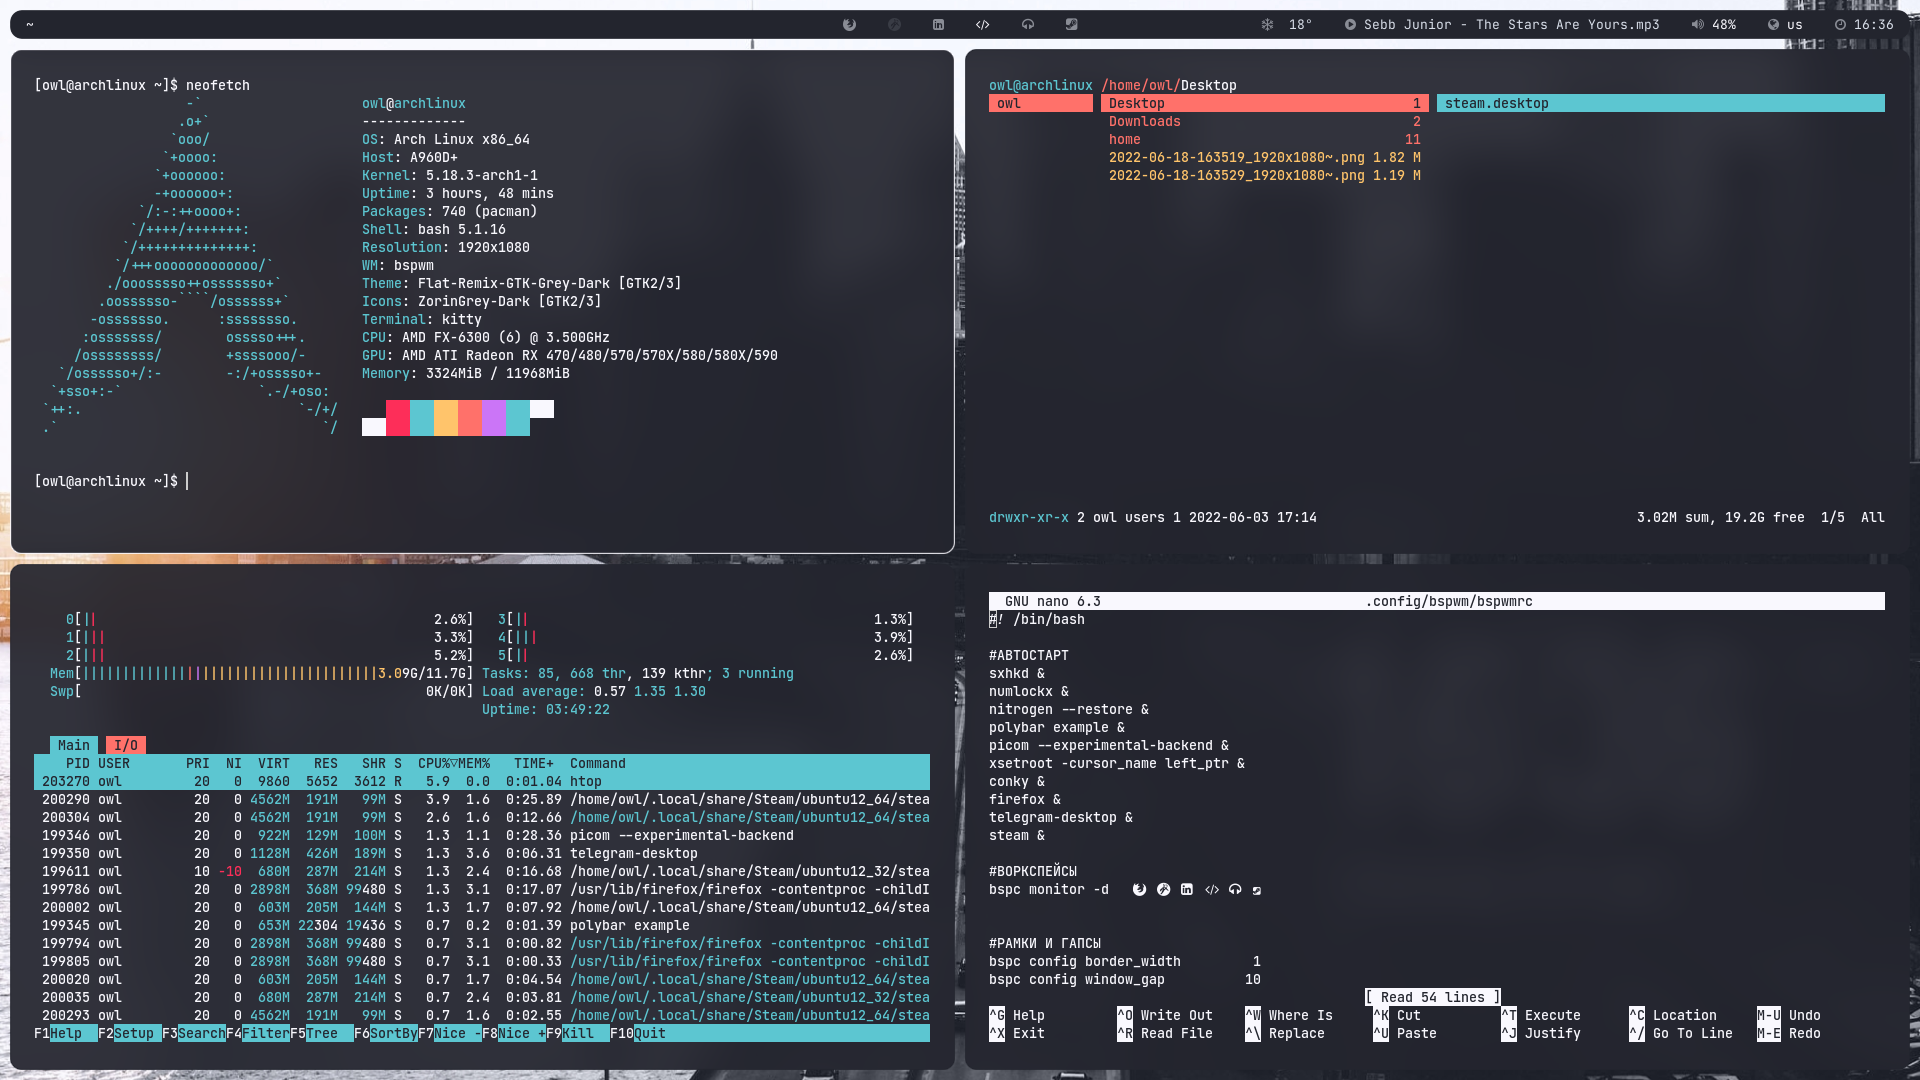 ~
18°
Sebb Junior - The Stars Are Yours.mp3
48%
us
16:36
[owl@archlinux ~]$ neofetch
                   -`
                  .o+`
                 `ooo/
                `+oooo:
               `+oooooo:
               -+oooooo+:
             `/:-:++oooo+:
            `/++++/+++++++:
           `/++++++++++++++:
          `/+++ooooooooooooo/`
         ./ooosssso++osssssso+`
        .oossssso-````/ossssss+`
       -osssssso.      :ssssssso.
      :osssssss/        osssso+++.
     /ossssssss/        +ssssooo/-
   `/ossssso+/:-        -:/+osssso+-
  `+sso+:-`                 `.-/+oso:
 `++:.                           `-/+/
 .`                                 `/
owl@archlinux
-------------
OS: Arch Linux x86_64
Host: A960D+
Kernel: 5.18.3-arch1-1
Uptime: 3 hours, 48 mins
Packages: 740 (pacman)
Shell: bash 5.1.16
Resolution: 1920x1080
WM: bspwm
Theme: Flat-Remix-GTK-Grey-Dark [GTK2/3]
Icons: ZorinGrey-Dark [GTK2/3]
Terminal: kitty
CPU: AMD FX-6300 (6) @ 3.500GHz
GPU: AMD ATI Radeon RX 470/480/570/570X/580/580X/590
Memory: 3324MiB / 11968MiB
[owl@archlinux ~]$
owl@archlinux /home/owl/Desktop
owl Desktop 1 steam.desktop
Downloads 2
home 11
2022-06-18-163519_1920x1080~.png 1.82 M
2022-06-18-163529_1920x1080~.png 1.19 M
drwxr-xr-x 2 owl users 1 2022-06-03 17:14 3.02M sum, 19.2G free 1/5 All
0[|| 2.6%] 3[|| 1.3%]
1[||| 3.3%] 4[||| 3.9%]
2[||| 5.2%] 5[|| 2.6%]
Mem[|||||||||||||||||||||||||||||||||||||3.09G/11.7G] Tasks: 85, 668 thr, 139 kthr; 3 running
Swp[ 0K/0K] Load average: 0.57 1.35 1.30
Uptime: 03:49:22
Main I/O
PID USER PRI NI VIRT RES SHR S CPU%▽MEM% TIME+ Command
203270 owl 20 0 9860 5652 3612 R 5.9 0.0 0:01.04 htop
200290 owl 20 0 4562M 191M 99M S 3.9 1.6 0:25.89 /home/owl/.local/share/Steam/ubuntu12_64/stea
200304 owl 20 0 4562M 191M 99M S 2.6 1.6 0:12.66 /home/owl/.local/share/Steam/ubuntu12_64/stea
199346 owl 20 0 922M 129M 100M S 1.3 1.1 0:28.36 picom --experimental-backend
199350 owl 20 0 1128M 426M 189M S 1.3 3.6 0:06.31 telegram-desktop
199611 owl 10 -10 680M 287M 214M S 1.3 2.4 0:16.68 /home/owl/.local/share/Steam/ubuntu12_32/stea
199786 owl 20 0 2898M 368M 99480 S 1.3 3.1 0:17.07 /usr/lib/firefox/firefox -contentproc -childI
200002 owl 20 0 603M 205M 144M S 1.3 1.7 0:07.92 /home/owl/.local/share/Steam/ubuntu12_64/stea
199345 owl 20 0 653M 22304 19436 S 0.7 0.2 0:01.39 polybar example
199794 owl 20 0 2898M 368M 99480 S 0.7 3.1 0:00.82 /usr/lib/firefox/firefox -contentproc -childI
199805 owl 20 0 2898M 368M 99480 S 0.7 3.1 0:00.33 /usr/lib/firefox/firefox -contentproc -childI
200020 owl 20 0 603M 205M 144M S 0.7 1.7 0:04.54 /home/owl/.local/share/Steam/ubuntu12_64/stea
200035 owl 20 0 680M 287M 214M S 0.7 2.4 0:03.81 /home/owl/.local/share/Steam/ubuntu12_32/stea
200293 owl 20 0 4562M 191M 99M S 0.7 1.6 0:02.55 /home/owl/.local/share/Steam/ubuntu12_64/stea
F1Help F2Setup F3SearchF4FilterF5Tree F6SortByF7Nice -F8Nice +F9Kill F10Quit
GNU nano 6.3 .config/bspwm/bspwmrc
#! /bin/bash
#АВТОСТАРТ
sxhkd &
numlockx &
nitrogen --restore &
polybar example &
picom --experimental-backend &
xsetroot -cursor_name left_ptr &
conky &
firefox &
telegram-desktop &
steam &
#ВОРКСПЕЙСЫ
bspc monitor -d
#РАМКИ И ГАПСЫ
bspc config border_width 1
bspc config window_gap 10
[ Read 54 lines ]
^G Help ^O Write Out ^W Where Is ^K Cut ^T Execute ^C Location M-U Undo
^X Exit ^R Read File ^\ Replace ^U Paste ^J Justify ^/ Go To Line M-E Redo